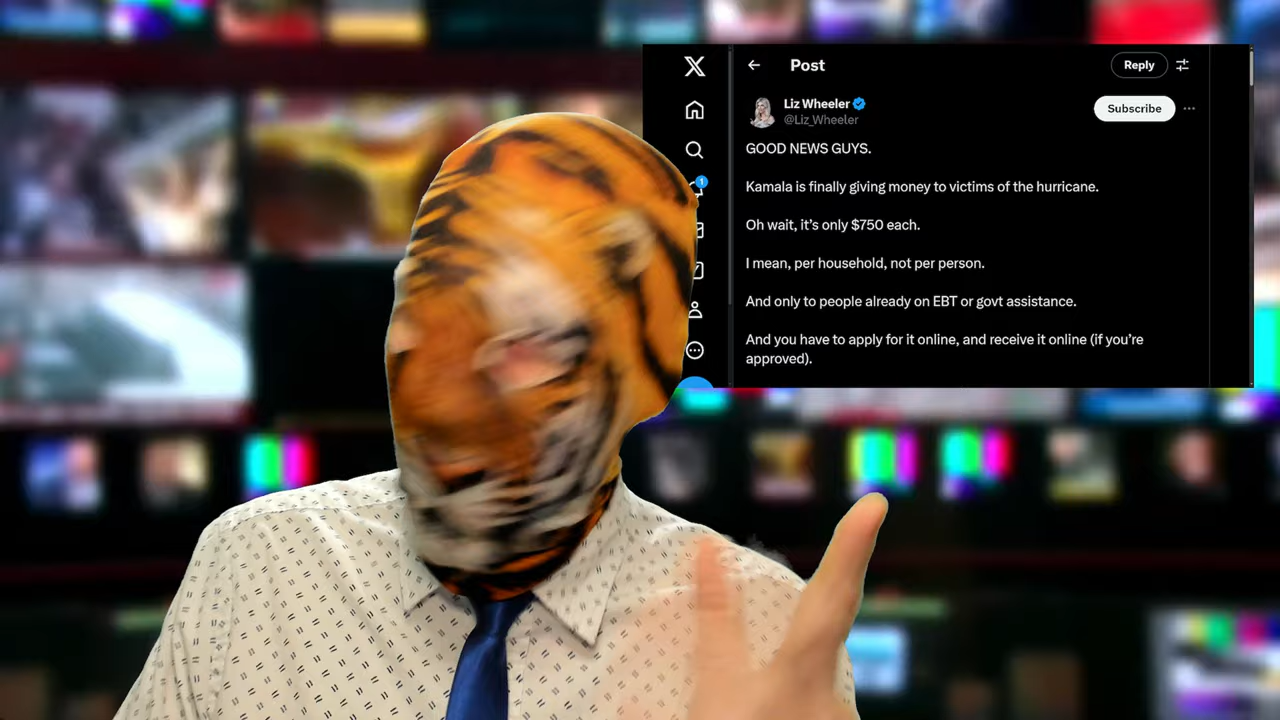 Post
Reply
Liz Wheeler
@Liz_Wheeler
Subscribe
GOOD NEWS GUYS.
Kamala is finally giving money to victims of the hurricane.
Oh wait, it’s only $750 each.
I mean, per household, not per person.
And only to people already on EBT or govt assistance.
And you have to apply for it online, and receive it online (if you’re
approved).
1